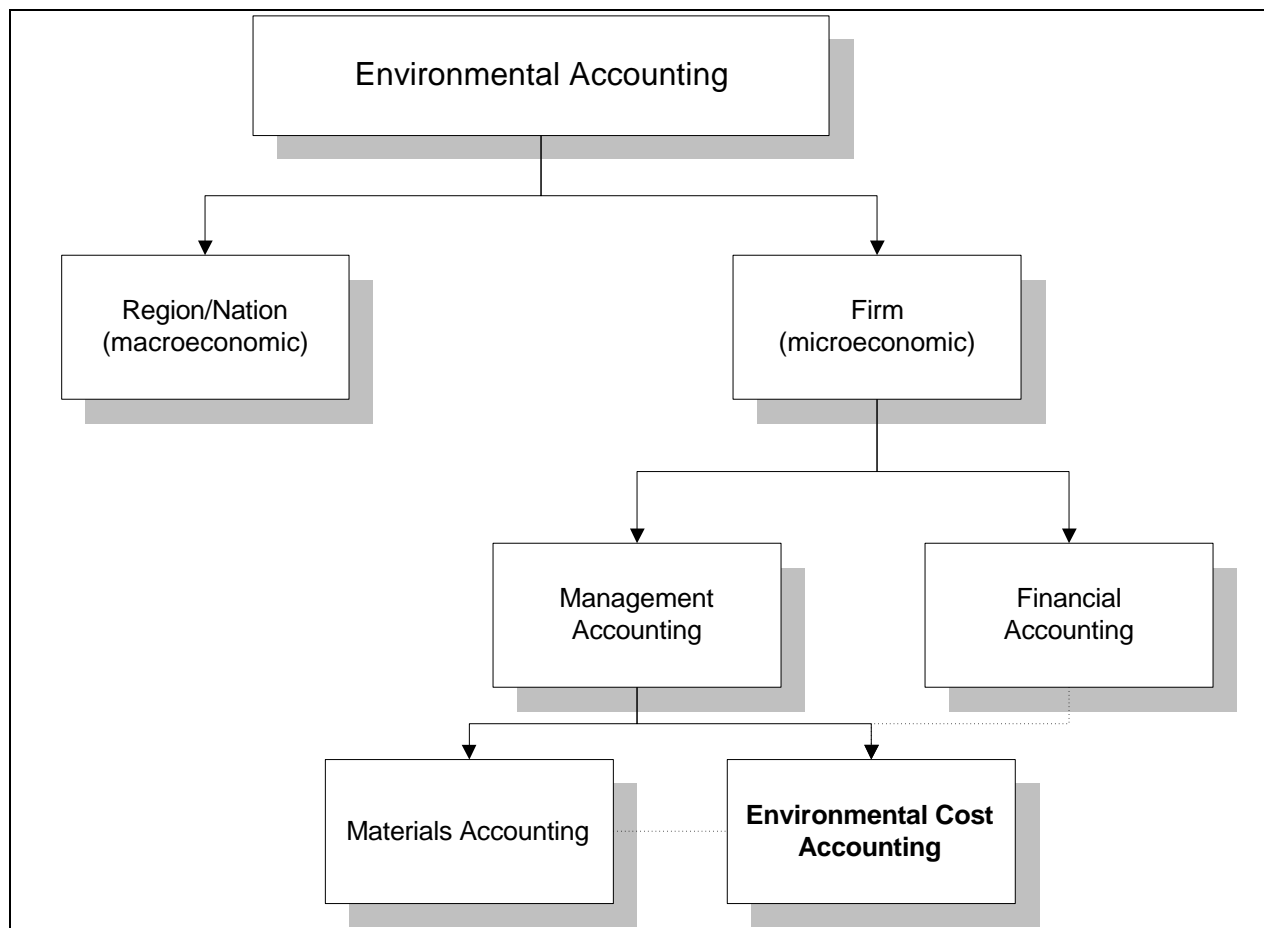 Environmental Accounting
Region/Nation
(macroeconomic)
Firm
(microeconomic)
Management
Accounting
Financial
Accounting
Materials Accounting
Environmental Cost
Accounting